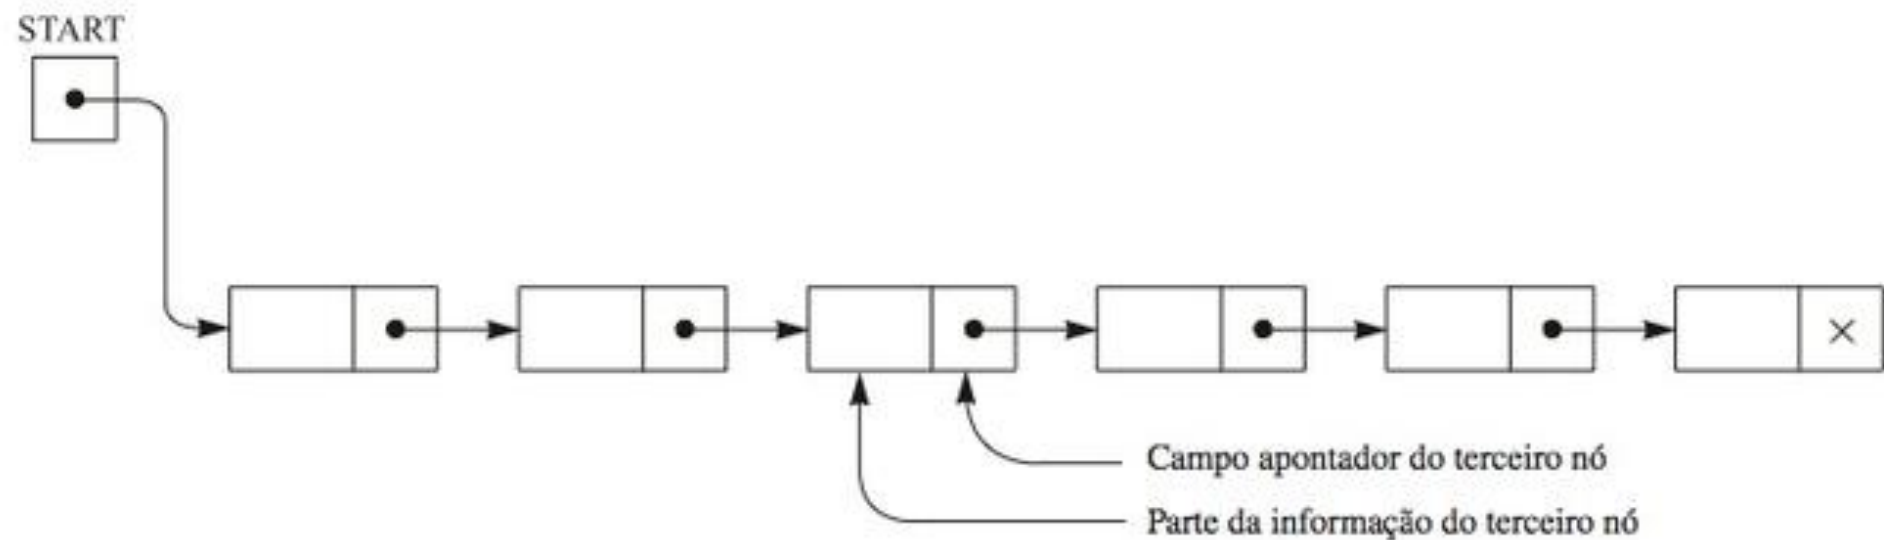 START
Campo apontador do terceiro nó
Parte da informação do terceiro nó